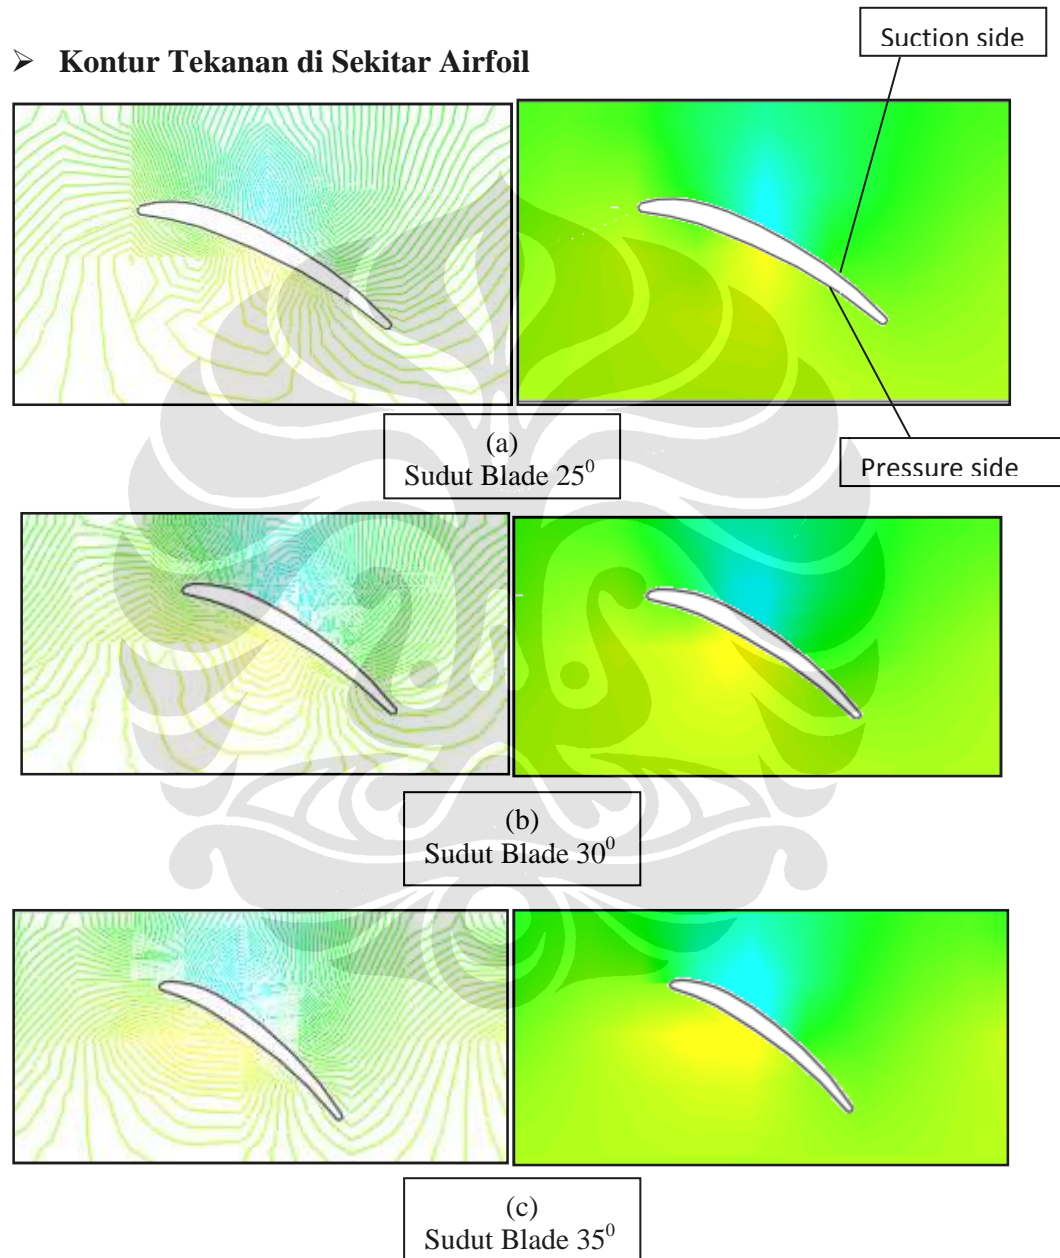 Suction side
➢ Kontur Tekanan di Sekitar Airfoil
(a)
Sudut Blade 25⁰
Pressure side
(b)
Sudut Blade 30⁰
(c)
Sudut Blade 35⁰